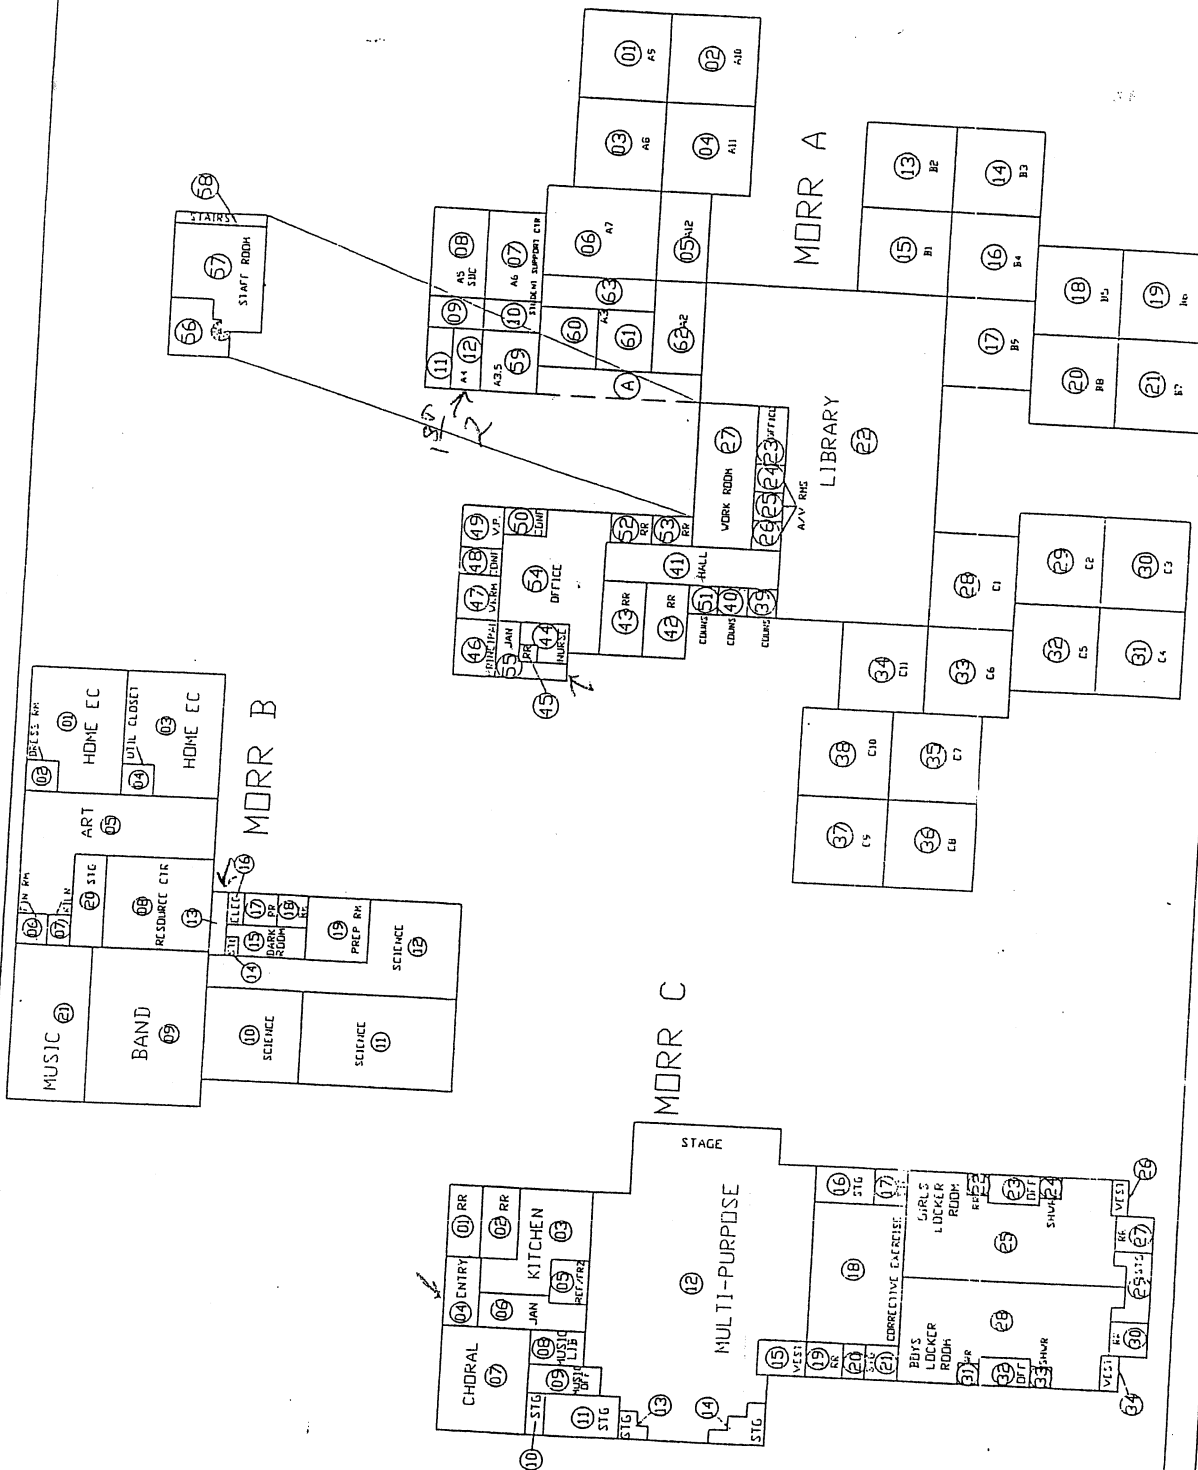 01
A5
02
A10
03
A6
04
A11
MORR A
13
B2
14
B3
15
B1
16
B4
17
B5
18
B5
19
20
B8
21
B7
58
STAIRS
57
STAFF ROOM
56
08
A5
SDC
07
A6
STUDENT SUPPORT CTR
06
A7
05
A12
09
10
63
60
A3
61
62
A2
11
12
A4
59
A3.5
A
27
WORK ROOM
23
OFFICE
24
25
26
A/V RMS
LIBRARY
22
49
V.P.
50
CONF
48
CONF
47
54
OFFICE
52
RR
53
RR
41
HALL
46
PRINCIPAL
55
JAN
RR
44
NURSE
45
43 RR
42 RR
51
COUNS
40
COUNS
39
COUNS
28
C1
29
C2
30
C3
32
C5
31
C4
34
C11
33
C6
38
C10
35
C7
37
C9
36
C8
MORR B
DRESS RM
02
01
HOME EC
UTIL CLOSET
04
03
HOME EC
ART
05
06
07
20 STG
08
RESOURCE CTR
13
16
ELEC
17
RR
18
15
DARK
ROOM
14
19
PREP RM
SCIENCE
12
MUSIC 21
BAND
09
10
SCIENCE
SCIENCE
11
MORR C
STAGE
01 RR
02 RR
KITCHEN
03
04 ENTRY
05
REF/FRZ
06
JAN
CHORAL
07
08
MUSIC
LIB
09
MUSIC
OFF
STG
10
11
STG
STG
13
14
STG
12
MULTI-PURPOSE
15
VEST
16
STG
17
18
CORRECTIVE EXERCISE
19
RR
20
21
STG
GIRLS
LOCKER
ROOM
22
RR
23
OFF
24
SHWR
25
VEST
26
RR
27
29 STG
28
BOYS
LOCKER
ROOM
30
31
32
OFF
33
SHWR
VEST
34